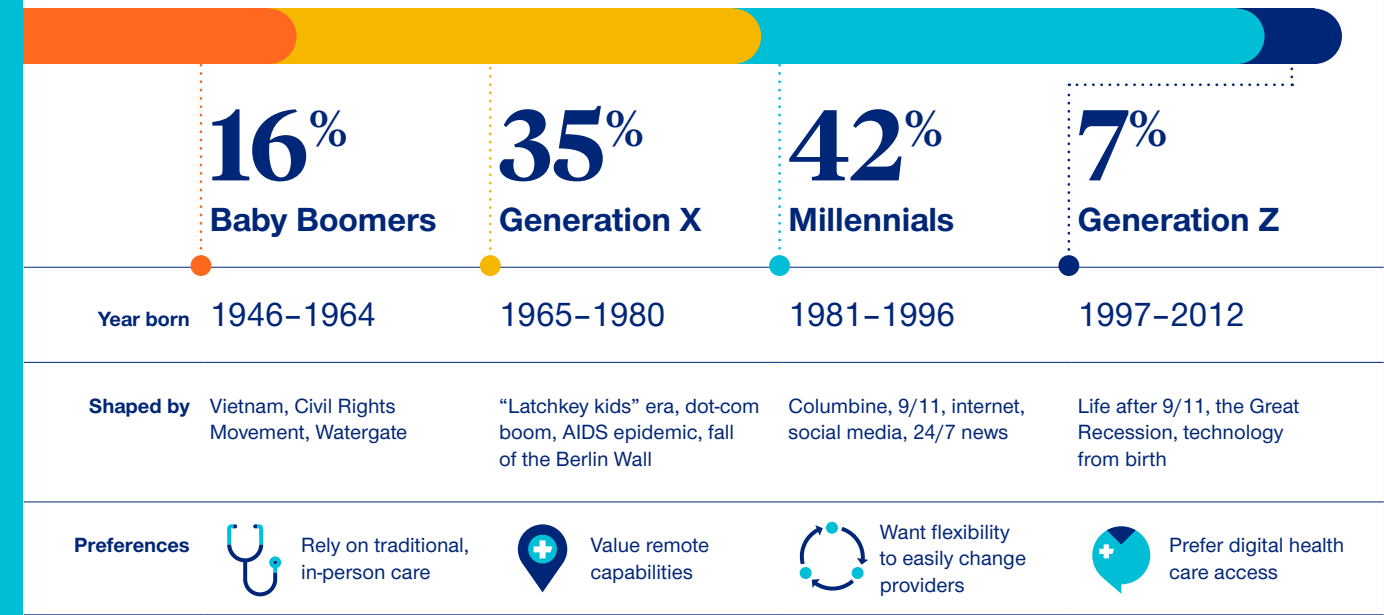 16%
Baby Boomers
35%
Generation X
42%
Millennials
7%
Generation Z
Year born
1946–1964
1965–1980
1981–1996
1997–2012
Shaped by
Vietnam, Civil Rights
Movement, Watergate
“Latchkey kids” era, dot-com
boom, AIDS epidemic, fall
of the Berlin Wall
Columbine, 9/11, internet,
social media, 24/7 news
Life after 9/11, the Great
Recession, technology
from birth
Preferences
Rely on traditional,
in-person care
Value remote
capabilities
Want flexibility
to easily change
providers
Prefer digital health
care access